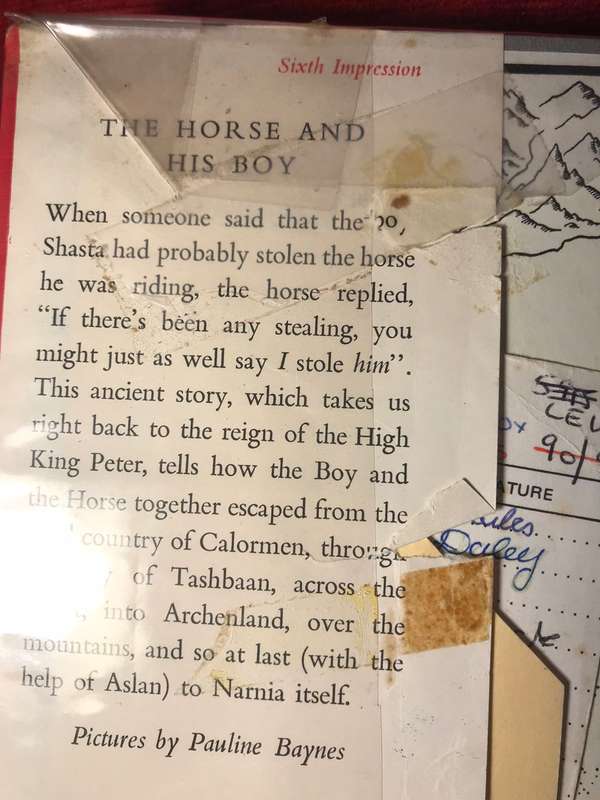 Sixth Impression
THE HORSE AND
HIS BOY
When someone said that the
Shasta had probably stolen the horse
he was riding, the horse replied,
“If there’s been any stealing, you
might just as well say I stole him”.
This ancient story, which takes us
right back to the reign of the High
King Peter, tells how the Boy and
the Horse together escaped from the
country of Calormen, through
of Tashbaan, across the
into Archenland, over the
mountains, and so at last (with the
help of Aslan) to Narnia itself.
Pictures by Pauline Baynes
90/
ATURE
Daley